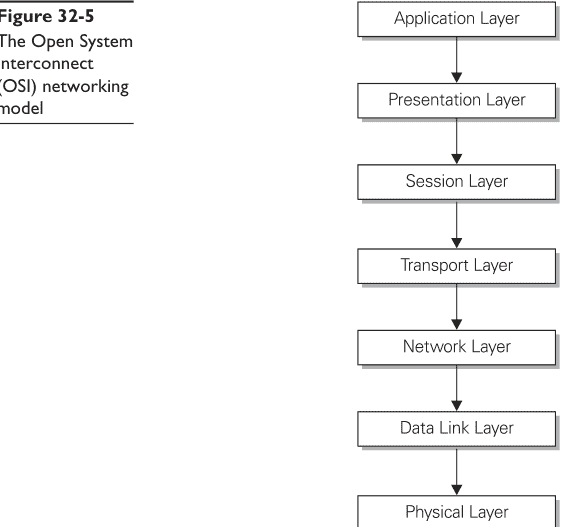 Figure 32-5
The Open System
Interconnect
(OSI) networking
model
Application Layer
Presentation Layer
Session Layer
Transport Layer
Network Layer
Data Link Layer
Physical Layer